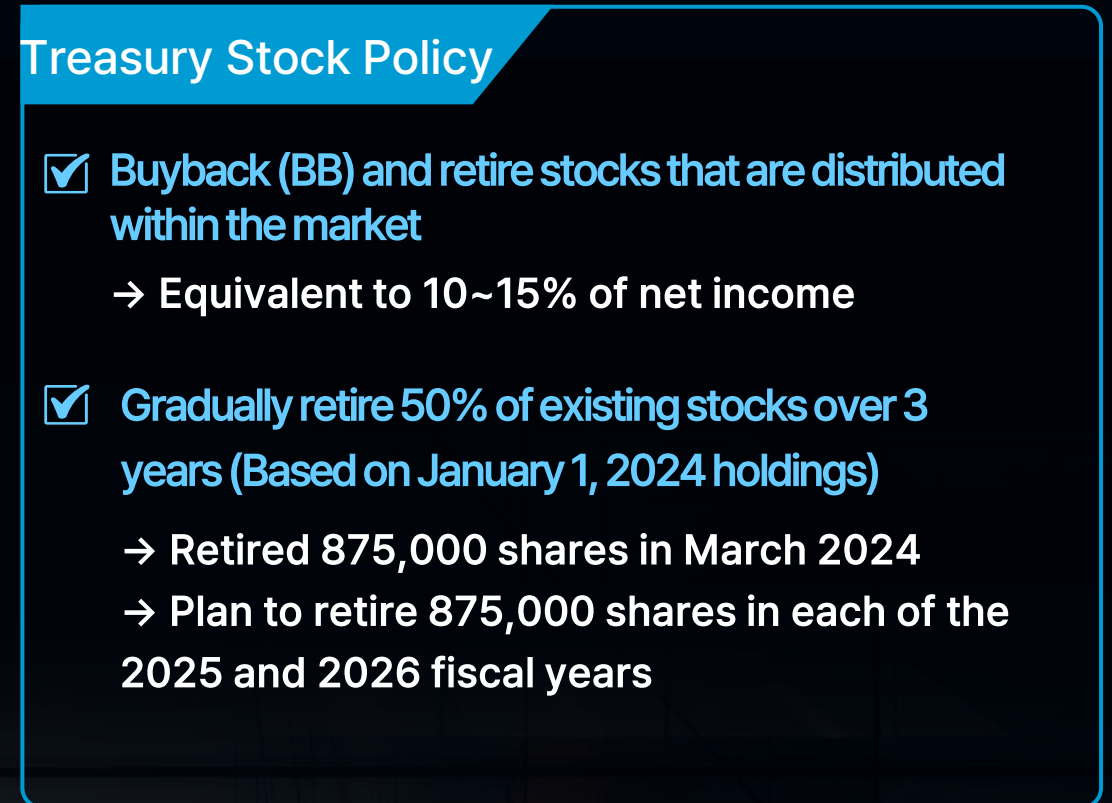 Treasury Stock Policy
Buyback (BB) and retire stocks that are distributed
within the market
→ Equivalent to 10~15% of net income
Gradually retire 50% of existing stocks over 3
years (Based on January 1, 2024 holdings)
→ Retired 875,000 shares in March 2024
→ Plan to retire 875,000 shares in each of the
2025 and 2026 fiscal years